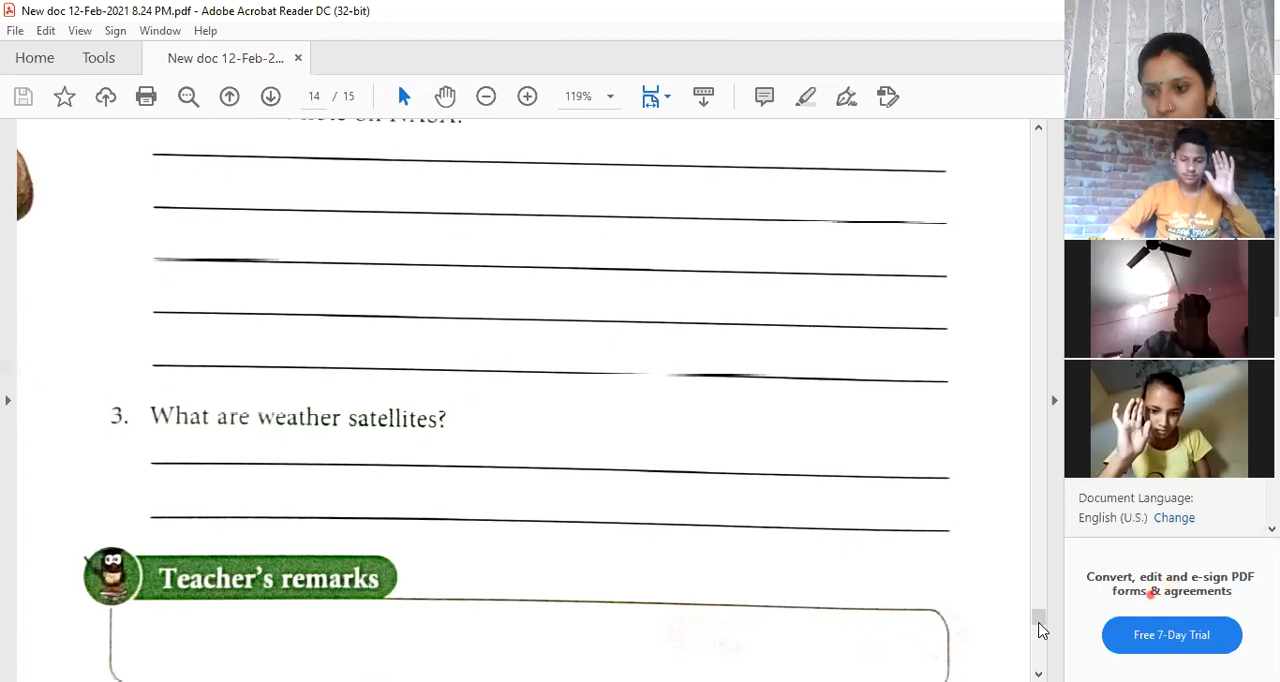 New doc 12-Feb-2021 8.24 PM.pdf - Adobe Acrobat Reader DC (32-bit)
File Edit View Sign Window Help
Home Tools New doc 12-Feb-2... ×
14 / 15 119%
on NASA.
3. What are weather satellites?
Teacher's remarks
Document Language:
English (U.S.) Change
Convert, edit and e-sign PDF
forms & agreements
Free 7-Day Trial